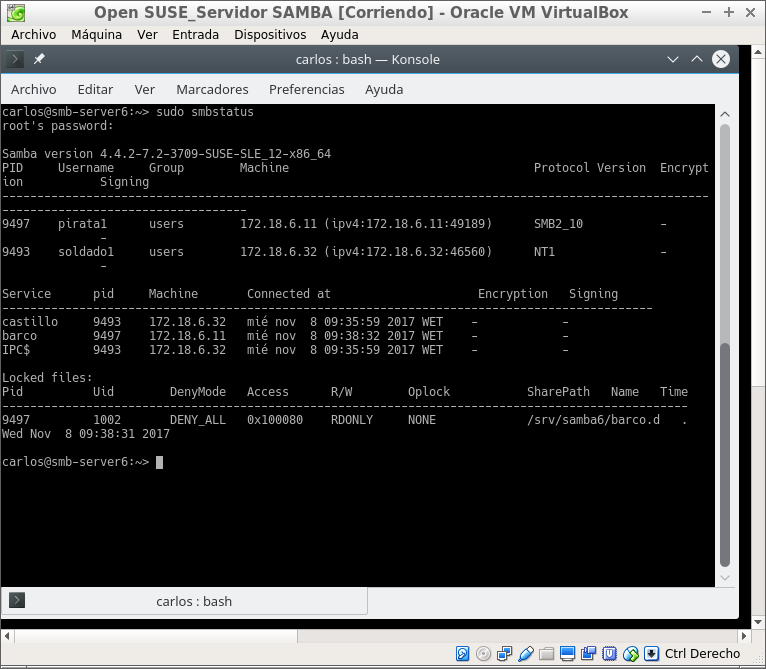 Open SUSE_Servidor SAMBA [Corriendo] - Oracle VM VirtualBox
Archivo Máquina Ver Entrada Dispositivos Ayuda
carlos : bash — Konsole
Archivo Editar Ver Marcadores Preferencias Ayuda
carlos@smb-server6:~> sudo smbstatus
root's password:
Samba version 4.4.2-7.2-3709-SUSE-SLE_12-x86_64
PID     Username     Group        Machine                                   Protocol Version  Encrypt
ion           Signing
-----------------------------------------------------------------------------------------------------
-----------------------------------
9497    pirata1      users        172.18.6.11 (ipv4:172.18.6.11:49189)      SMB2_10           -
              -
9493    soldado1     users        172.18.6.32 (ipv4:172.18.6.32:46560)      NT1               -
              -
Service      pid     Machine       Connected at                     Encryption   Signing
---------------------------------------------------------------------------------------------
castillo     9493    172.18.6.32   mié nov  8 09:35:59 2017 WET    -            -
barco        9497    172.18.6.11   mié nov  8 09:38:32 2017 WET    -            -
IPC$         9493    172.18.6.32   mié nov  8 09:35:59 2017 WET    -            -
Locked files:
Pid          Uid        DenyMode   Access      R/W        Oplock           SharePath   Name   Time
--------------------------------------------------------------------------------------------------
9497         1002        DENY_ALL   0x100080    RDONLY     NONE             /srv/samba6/barco.d   .
Wed Nov  8 09:38:31 2017
carlos@smb-server6:~>
carlos : bash
Ctrl Derecho